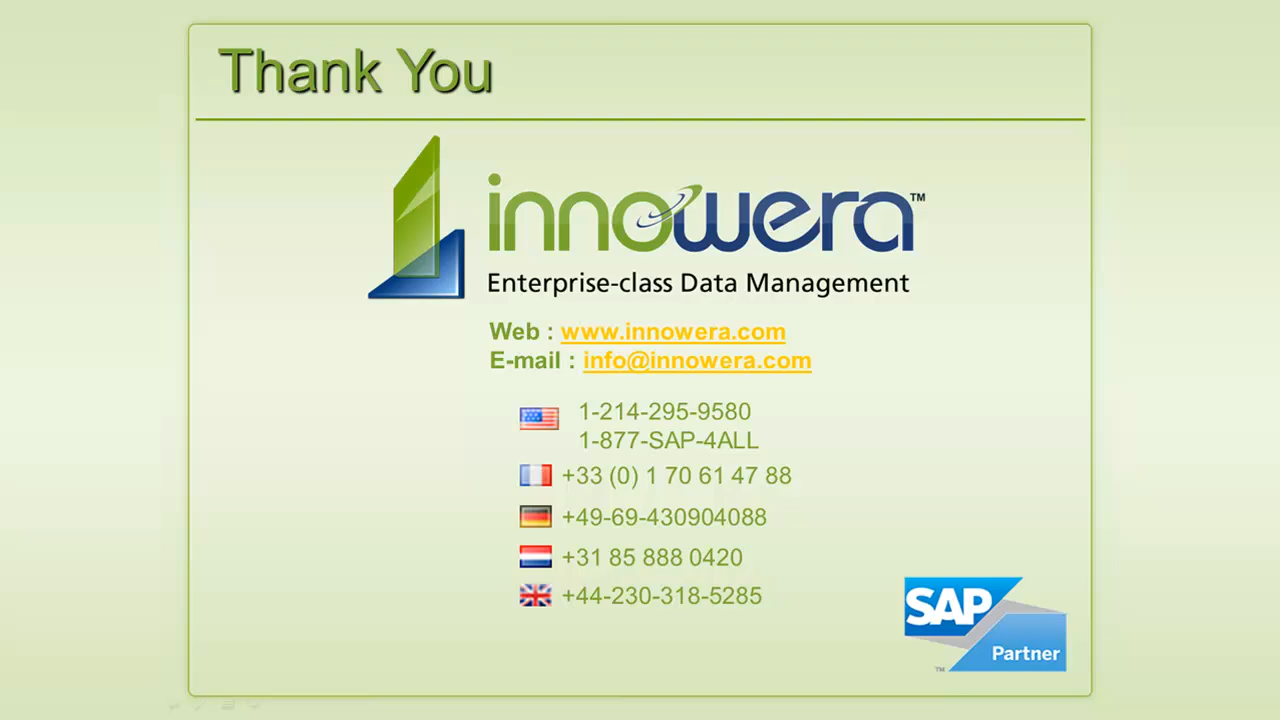 Thank You
innowera™
Enterprise-class Data Management
Web : www.innowera.com
E-mail : info@innowera.com
1-214-295-9580
1-877-SAP-4ALL
+33 (0) 1 70 61 47 88
+49-69-430904088
+31 85 888 0420
+44-230-318-5285
SAP
Partner
™